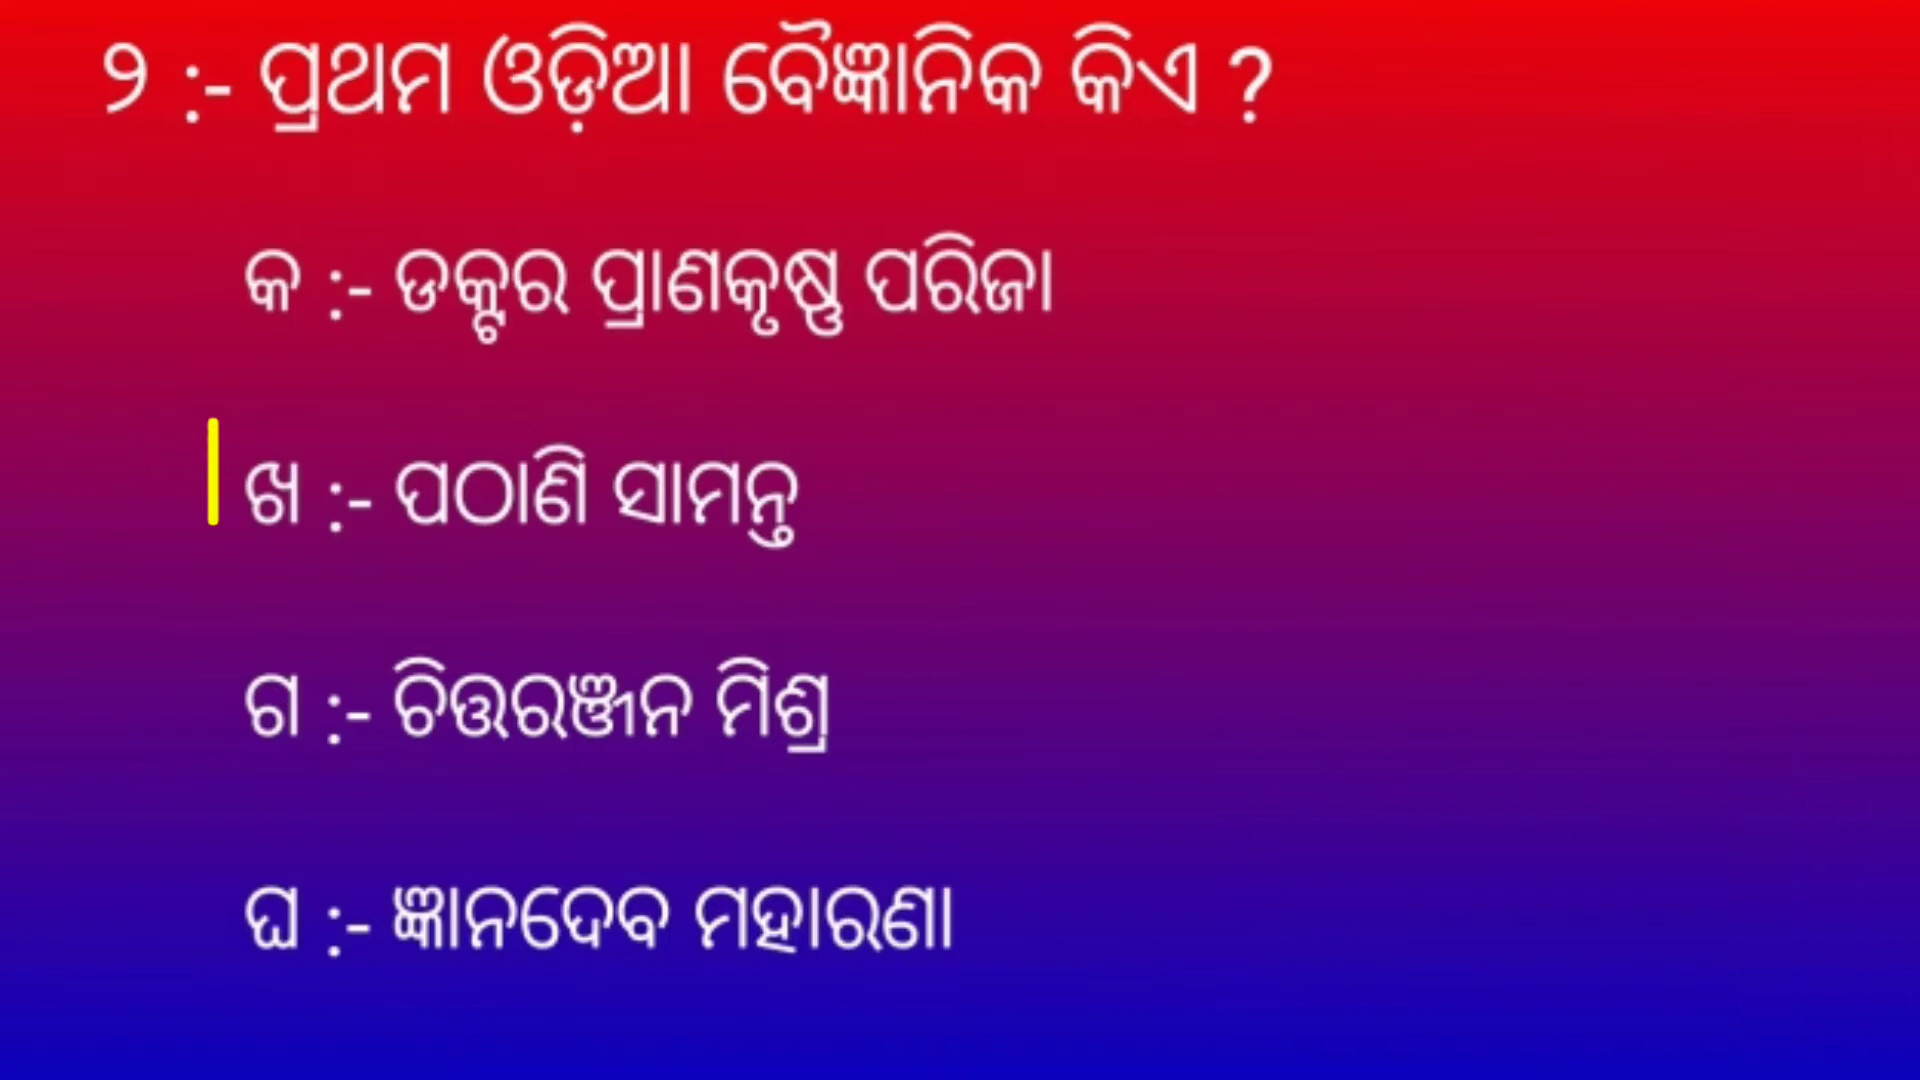 ୨ :- ପ୍ରଥମ ଓଡ଼ିଆ ବୈଜ୍ଞାନିକ କିଏ ?
କ :- ଡକ୍ଟର ପ୍ରାଣକୃଷ୍ଣ ପରିଜା
ଖ :- ପଠାଣି ସାମନ୍ତ
ଗ :- ଚିତ୍ତରଞ୍ଜନ ମିଶ୍ର
ଘ :- ଜ୍ଞାନଦେବ ମହାରଣା